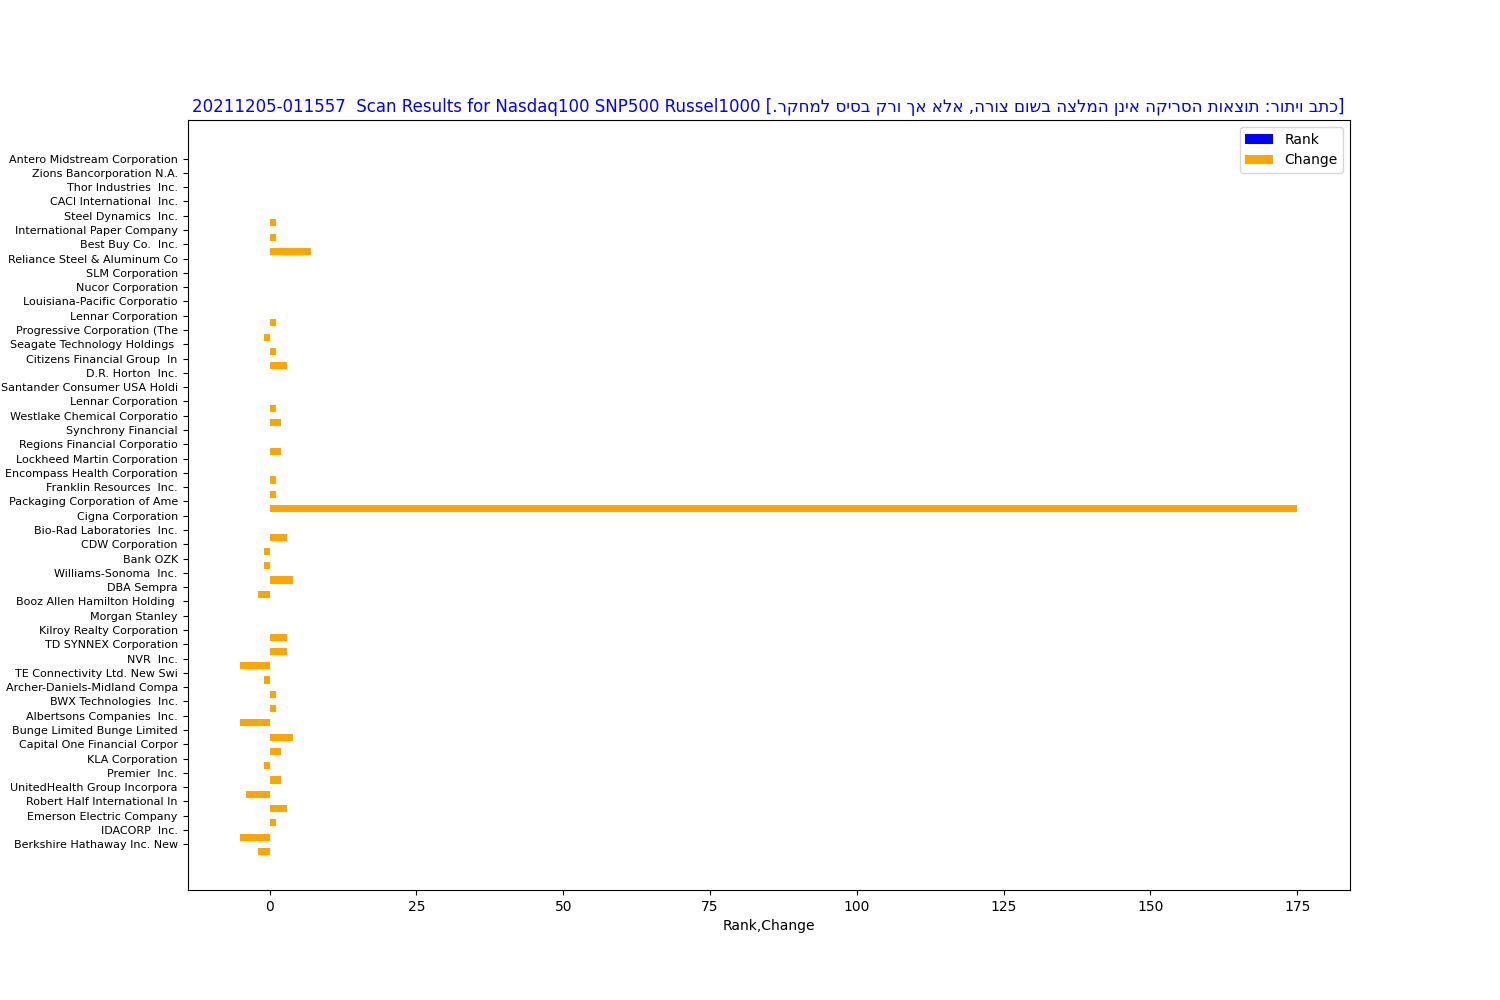 20211205-011557  Scan Results for Nasdaq100 SNP500 Russel1000 [כתב ויתור: תוצאות הסריקה אינן המלצה בשום צורה, אלא אך ורק בסיס למחקר.]
Rank
Change
Antero Midstream Corporation
Zions Bancorporation N.A.
Thor Industries  Inc.
CACI International  Inc.
Steel Dynamics  Inc.
International Paper Company
Best Buy Co.  Inc.
Reliance Steel & Aluminum Co
SLM Corporation
Nucor Corporation
Louisiana-Pacific Corporatio
Lennar Corporation
Progressive Corporation (The
Seagate Technology Holdings
Citizens Financial Group  In
D.R. Horton  Inc.
Santander Consumer USA Holdi
Lennar Corporation
Westlake Chemical Corporatio
Synchrony Financial
Regions Financial Corporatio
Lockheed Martin Corporation
Encompass Health Corporation
Franklin Resources  Inc.
Packaging Corporation of Ame
Cigna Corporation
Bio-Rad Laboratories  Inc.
CDW Corporation
Bank OZK
Williams-Sonoma  Inc.
DBA Sempra
Booz Allen Hamilton Holding
Morgan Stanley
Kilroy Realty Corporation
TD SYNNEX Corporation
NVR  Inc.
TE Connectivity Ltd. New Swi
Archer-Daniels-Midland Compa
BWX Technologies  Inc.
Albertsons Companies  Inc.
Bunge Limited Bunge Limited
Capital One Financial Corpor
KLA Corporation
Premier  Inc.
UnitedHealth Group Incorpora
Robert Half International In
Emerson Electric Company
IDACORP  Inc.
Berkshire Hathaway Inc. New
0 25 50 75 100 125 150 175
Rank,Change